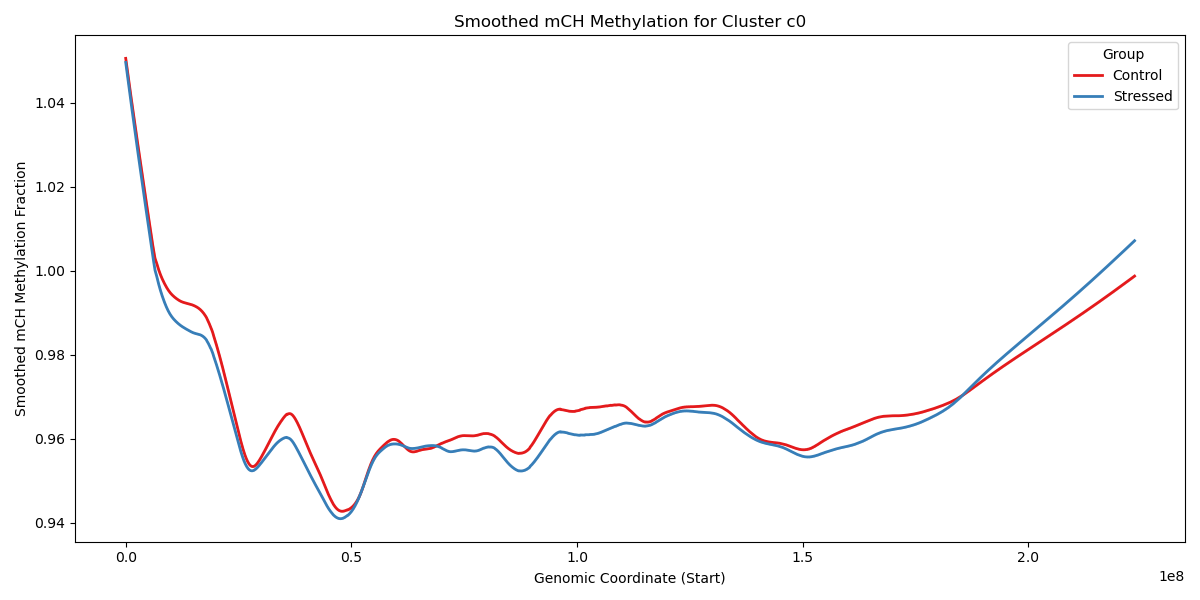 Smoothed mCH Methylation for Cluster c0
Group
Control
Stressed
Smoothed mCH Methylation Fraction
1.04
1.02
1.00
0.98
0.96
0.94
0.0 0.5 1.0 1.5 2.0
1e8
Genomic Coordinate (Start)